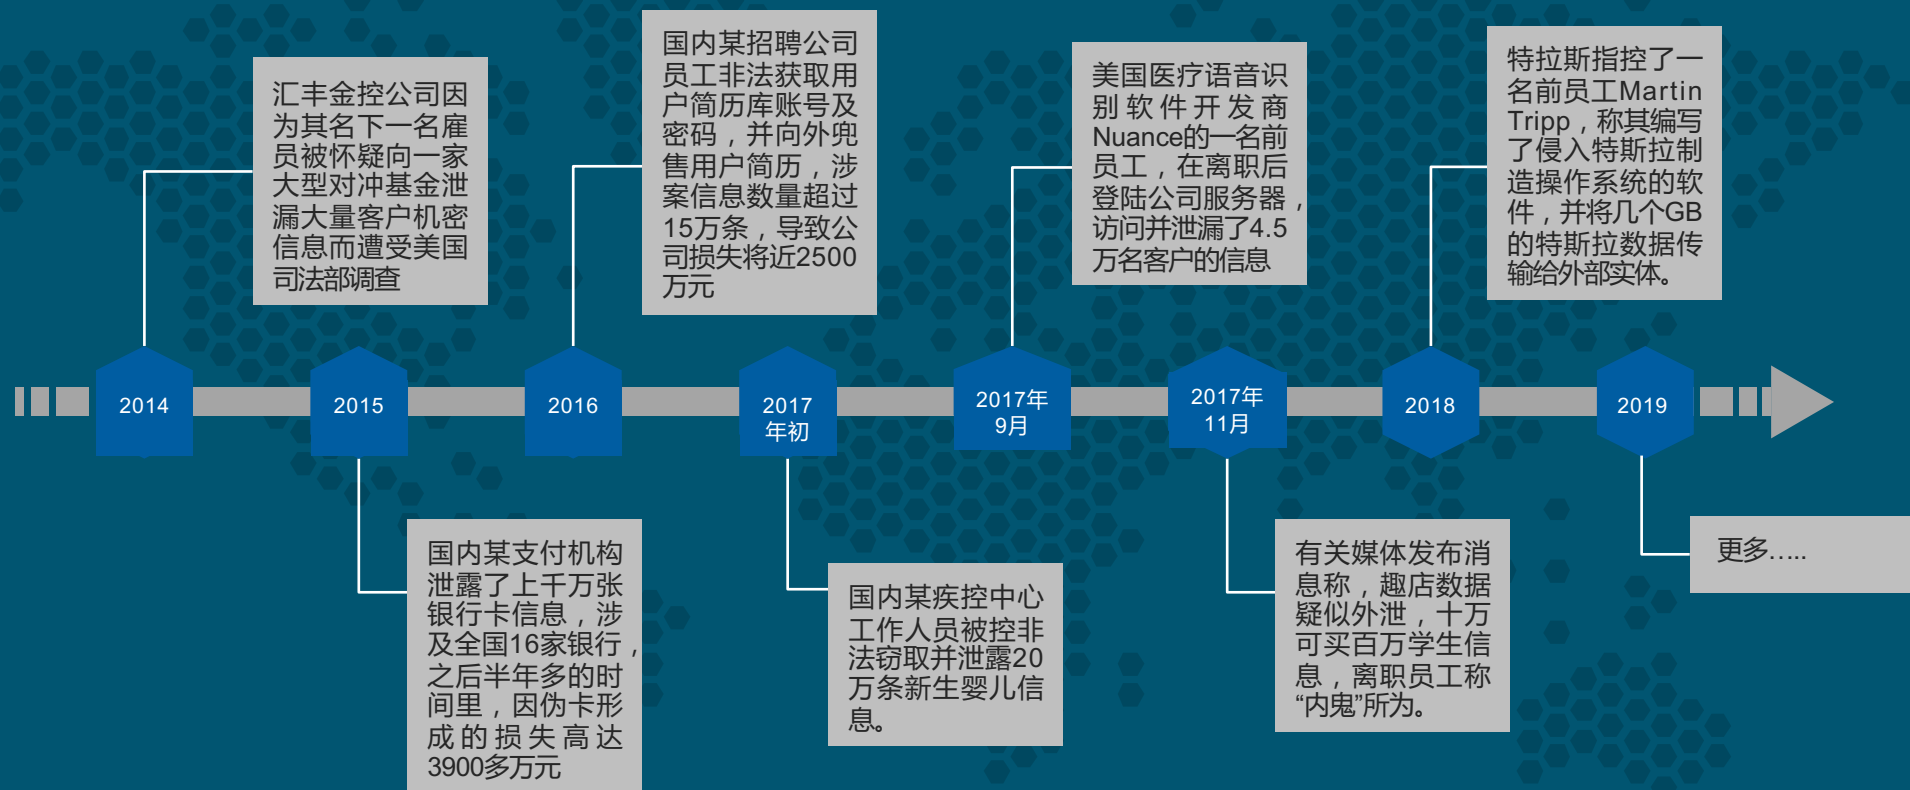 汇丰金控公司因
为其名下一名雇
员被怀疑向一家
大型对冲基金泄
漏大量客户机密
信息而遭受美国
司法部调查
国内某招聘公司
员工非法获取用
户简历库账号及
密码，并向外兜
售用户简历，涉
案信息数量超过
15万条，导致公
司损失将近2500
万元
美国医疗语音识
别软件开发商
Nuance的一名前
员工，在离职后
登陆公司服务器，
访问并泄漏了4.5
万名客户的信息
特拉斯指控了一
名前员工Martin
Tripp，称其编写
了侵入特斯拉制
造操作系统的软
件，并将几个GB
的特斯拉数据传
输给外部实体。
2014
2015
2016
2017
年初
2017年
9月
2017年
11月
2018
2019
国内某支付机构
泄露了上千万张
银行卡信息，涉
及全国16家银行，
之后半年多的时
间里，因伪卡形
成的损失高达
3900多万元
国内某疾控中心
工作人员被控非
法窃取并泄露20
万条新生婴儿信
息。
有关媒体发布消
息称，趣店数据
疑似外泄，十万
可买百万学生信
息，离职员工称
“内鬼”所为。
更多…..